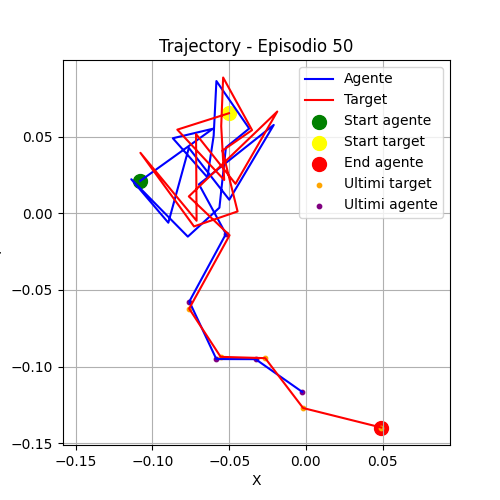 Trajectory - Episodio 50
Agente
Target
Start agente
Start target
End agente
Ultimi target
Ultimi agente
0.05
0.00
−0.05
−0.10
−0.15
−0.15 −0.10 −0.05 0.00 0.05
X